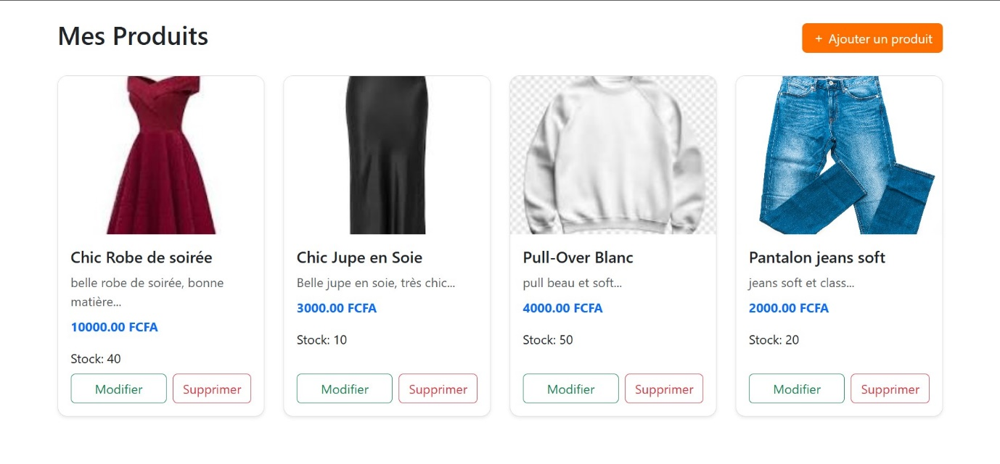 Mes Produits
+ Ajouter un produit
Chic Robe de soirée
belle robe de soirée, bonne
matière...
10000.00 FCFA
Stock: 40
Modifier Supprimer
Chic Jupe en Soie
Belle jupe en soie, très chic...
3000.00 FCFA
Stock: 10
Modifier Supprimer
Pull-Over Blanc
pull beau et soft...
4000.00 FCFA
Stock: 50
Modifier Supprimer
Pantalon jeans soft
jeans soft et class...
2000.00 FCFA
Stock: 20
Modifier Supprimer